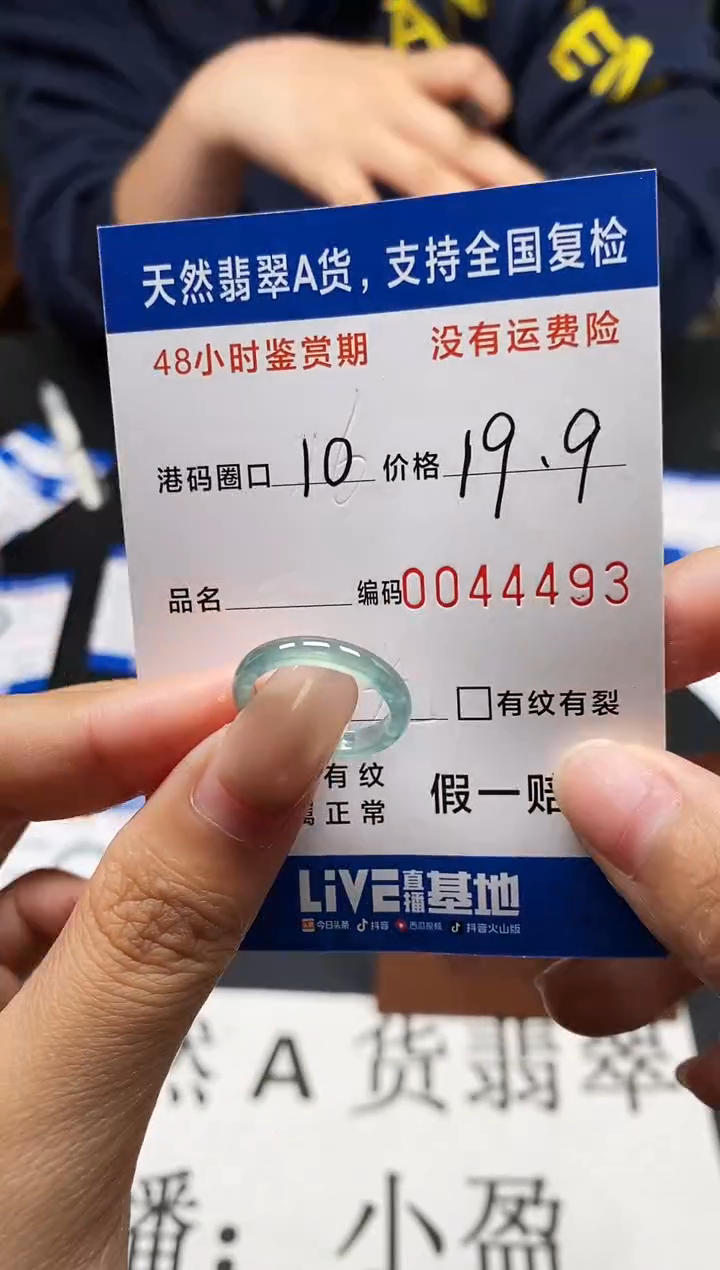 天然翡翠A货，支持全国复检
48小时鉴赏期 没有运费险
港码圈口 10 价格 19.9
品名 编码0044493
□有纹有裂
有纹
正常 假一赔
LiVE直播基地
今日头条 抖音 西瓜视频 抖音火山版
然A货翡翠
播：小盈